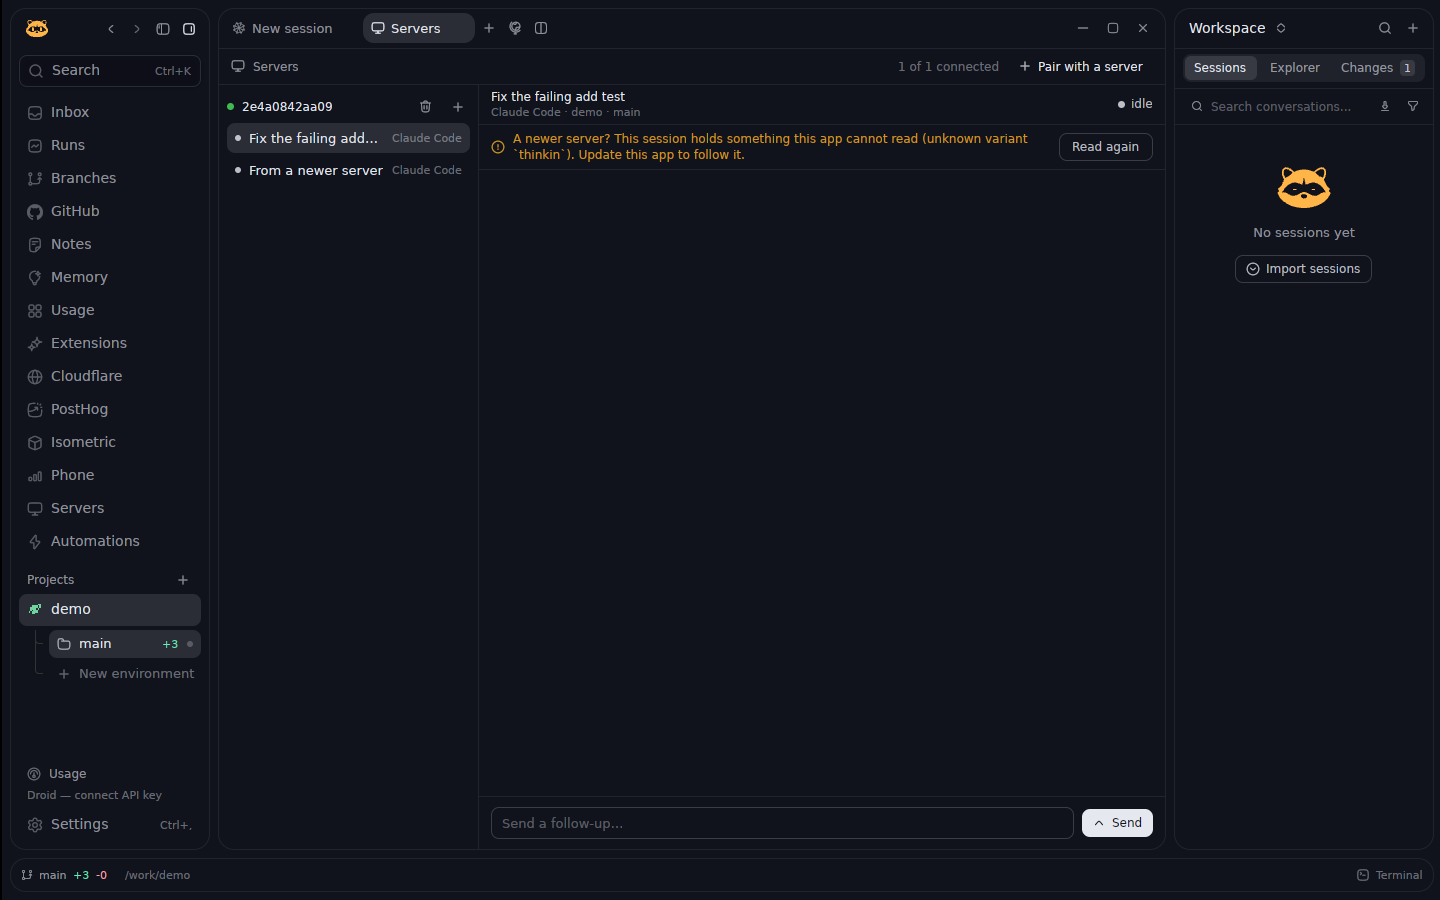 New session
Servers
Search
Ctrl+K
Inbox
Runs
Branches
GitHub
Notes
Memory
Usage
Extensions
Cloudflare
PostHog
Isometric
Phone
Servers
Automations
Projects
demo
main
+3
New environment
Usage
Droid — connect API key
Settings
Ctrl+,
Servers
1 of 1 connected
Pair with a server
2e4a0842aa09
Fix the failing add...
Claude Code
From a newer server
Claude Code
Fix the failing add test
Claude Code · demo · main
idle
A newer server? This session holds something this app cannot read (unknown variant
`thinkin`). Update this app to follow it.
Read again
Send a follow-up...
Send
Workspace
Sessions
Explorer
Changes
1
Search conversations...
No sessions yet
Import sessions
main +3 -0
/work/demo
Terminal